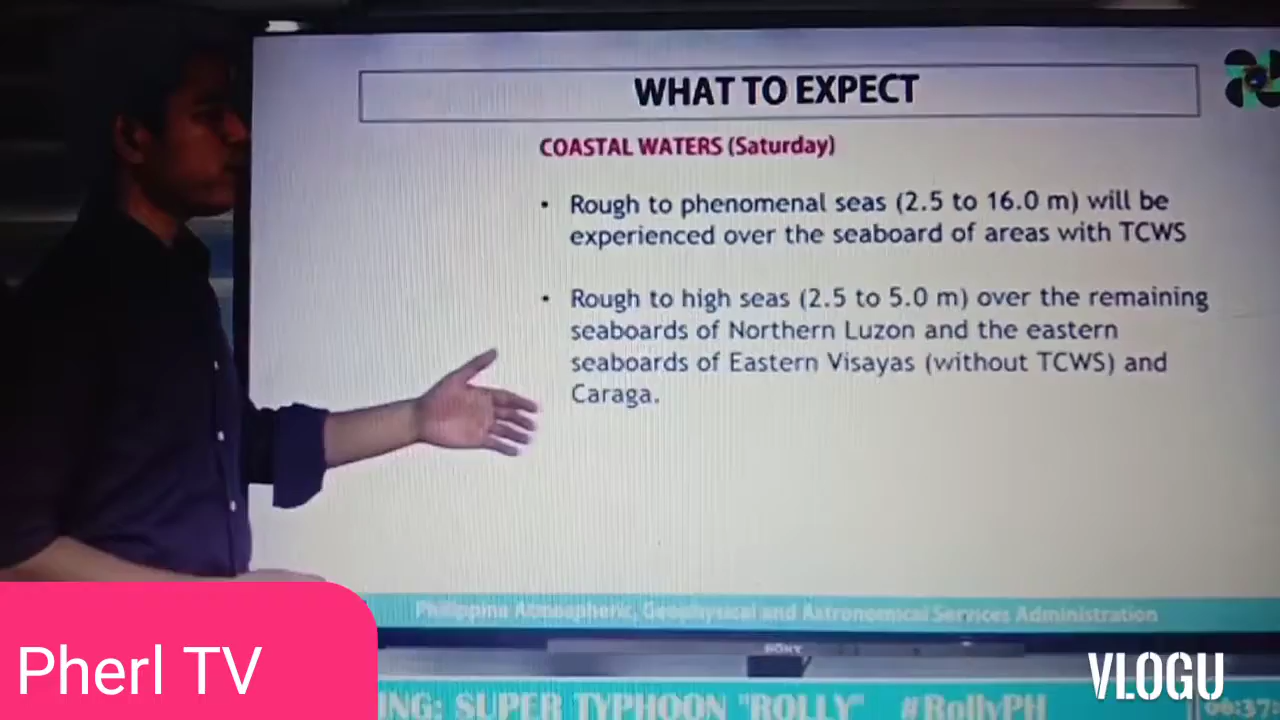 WHAT TO EXPECT
COASTAL WATERS (Saturday)
• Rough to phenomenal seas (2.5 to 16.0 m) will be
experienced over the seaboard of areas with TCWS
• Rough to high seas (2.5 to 5.0 m) over the remaining
seaboards of Northern Luzon and the eastern
seaboards of Eastern Visayas (without TCWS) and
Caraga.
Philippine Atmospheric, Geophysical and Astronomical Services Administration
SONY
Pherl TV
VLOGU
NG: SUPER TYPHOON "ROLLY" #RollyPH 06:37: